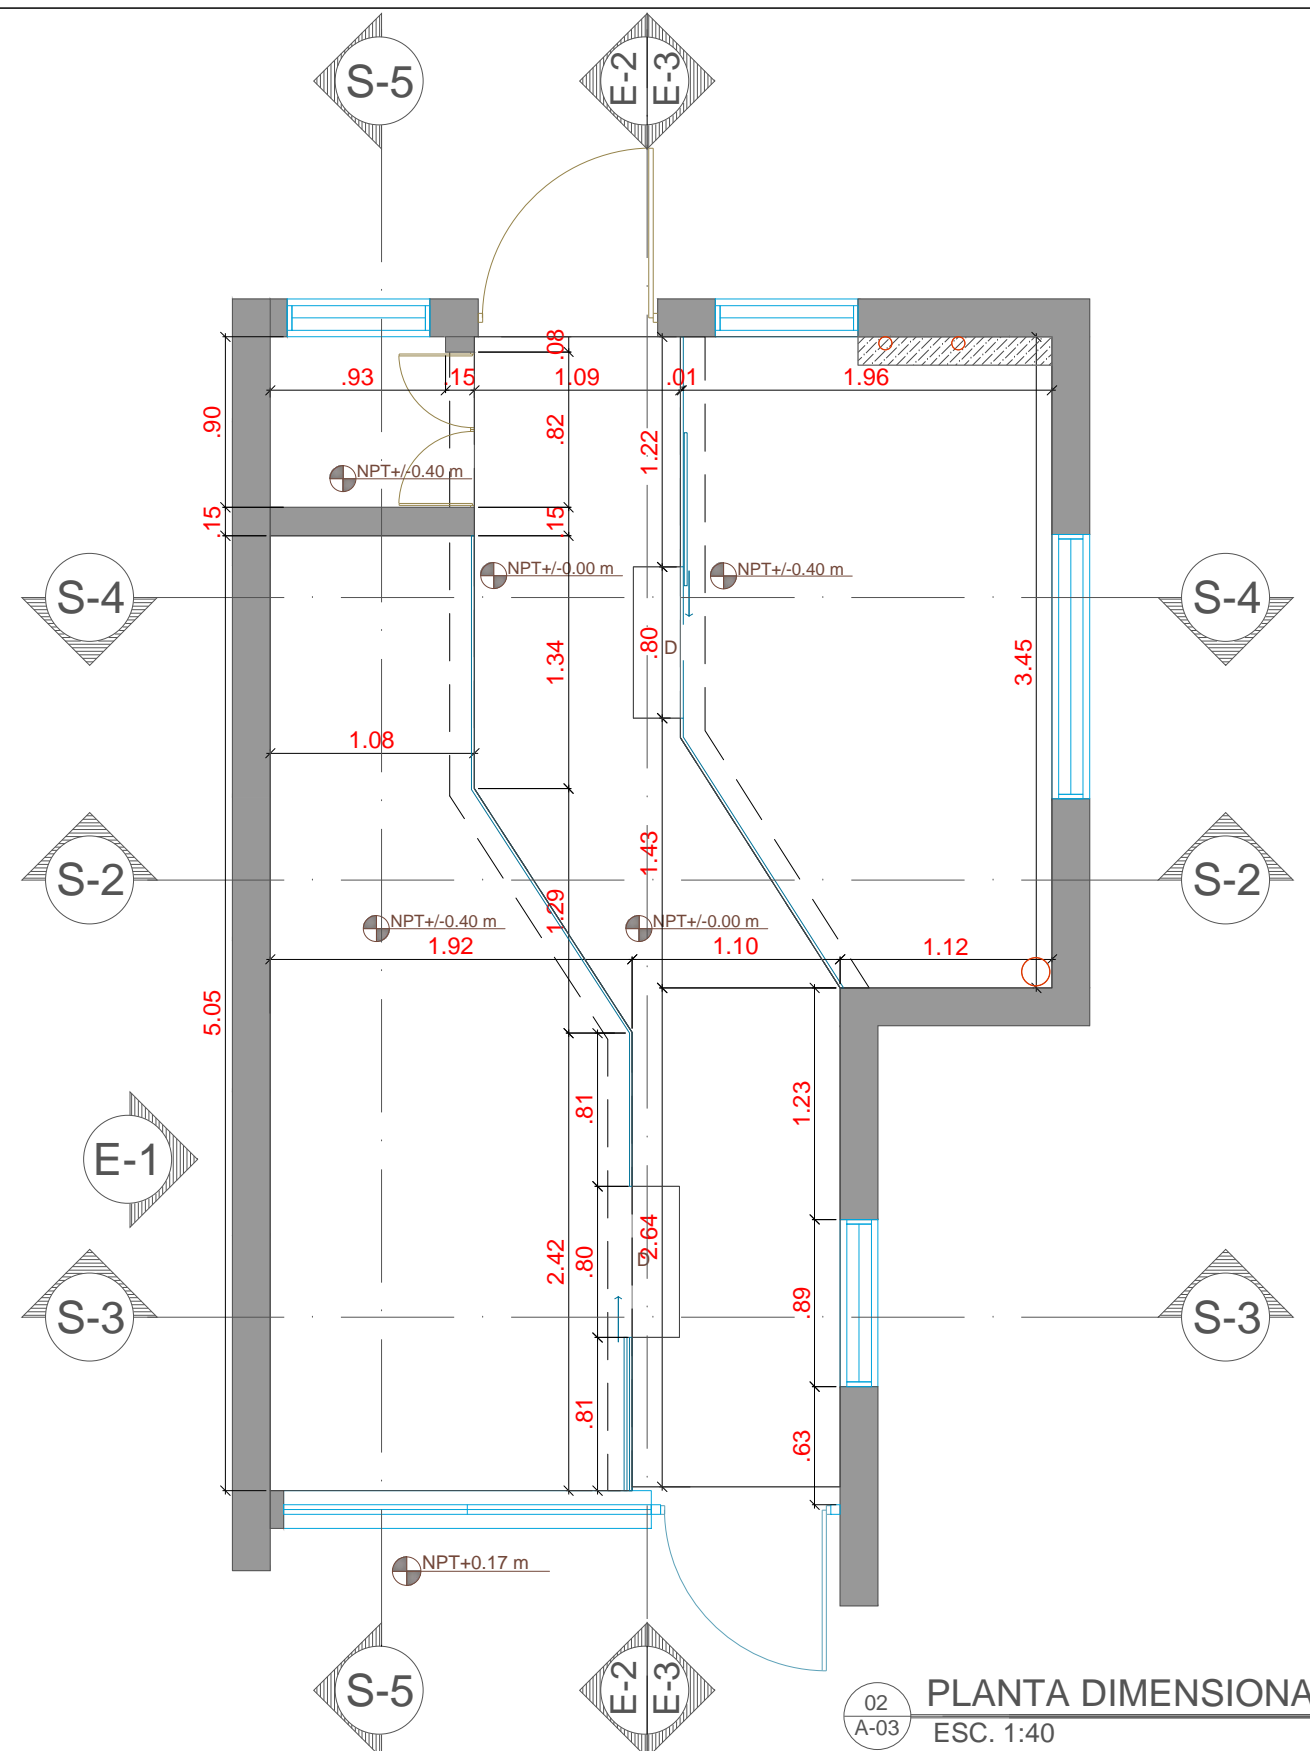 S-5
E-2
E-3
.08
.93
.15
1.09
.01
1.96
.90
.82
1.22
NPT+/-0.40 m
.15
.15
NPT+/-0.00 m
NPT+/-0.40 m
S-4
S-4
1.34
.80
D
3.45
1.08
S-2
1.43
S-2
1.29
NPT+/-0.40 m
NPT+/-0.00 m
1.92
1.10
1.12
5.05
.81
1.23
E-1
2.42
.80
2.64
D
.89
S-3
S-3
.81
.63
NPT+0.17 m
S-5
E-2
E-3
02
A-03
PLANTA DIMENSIONA
ESC. 1:40